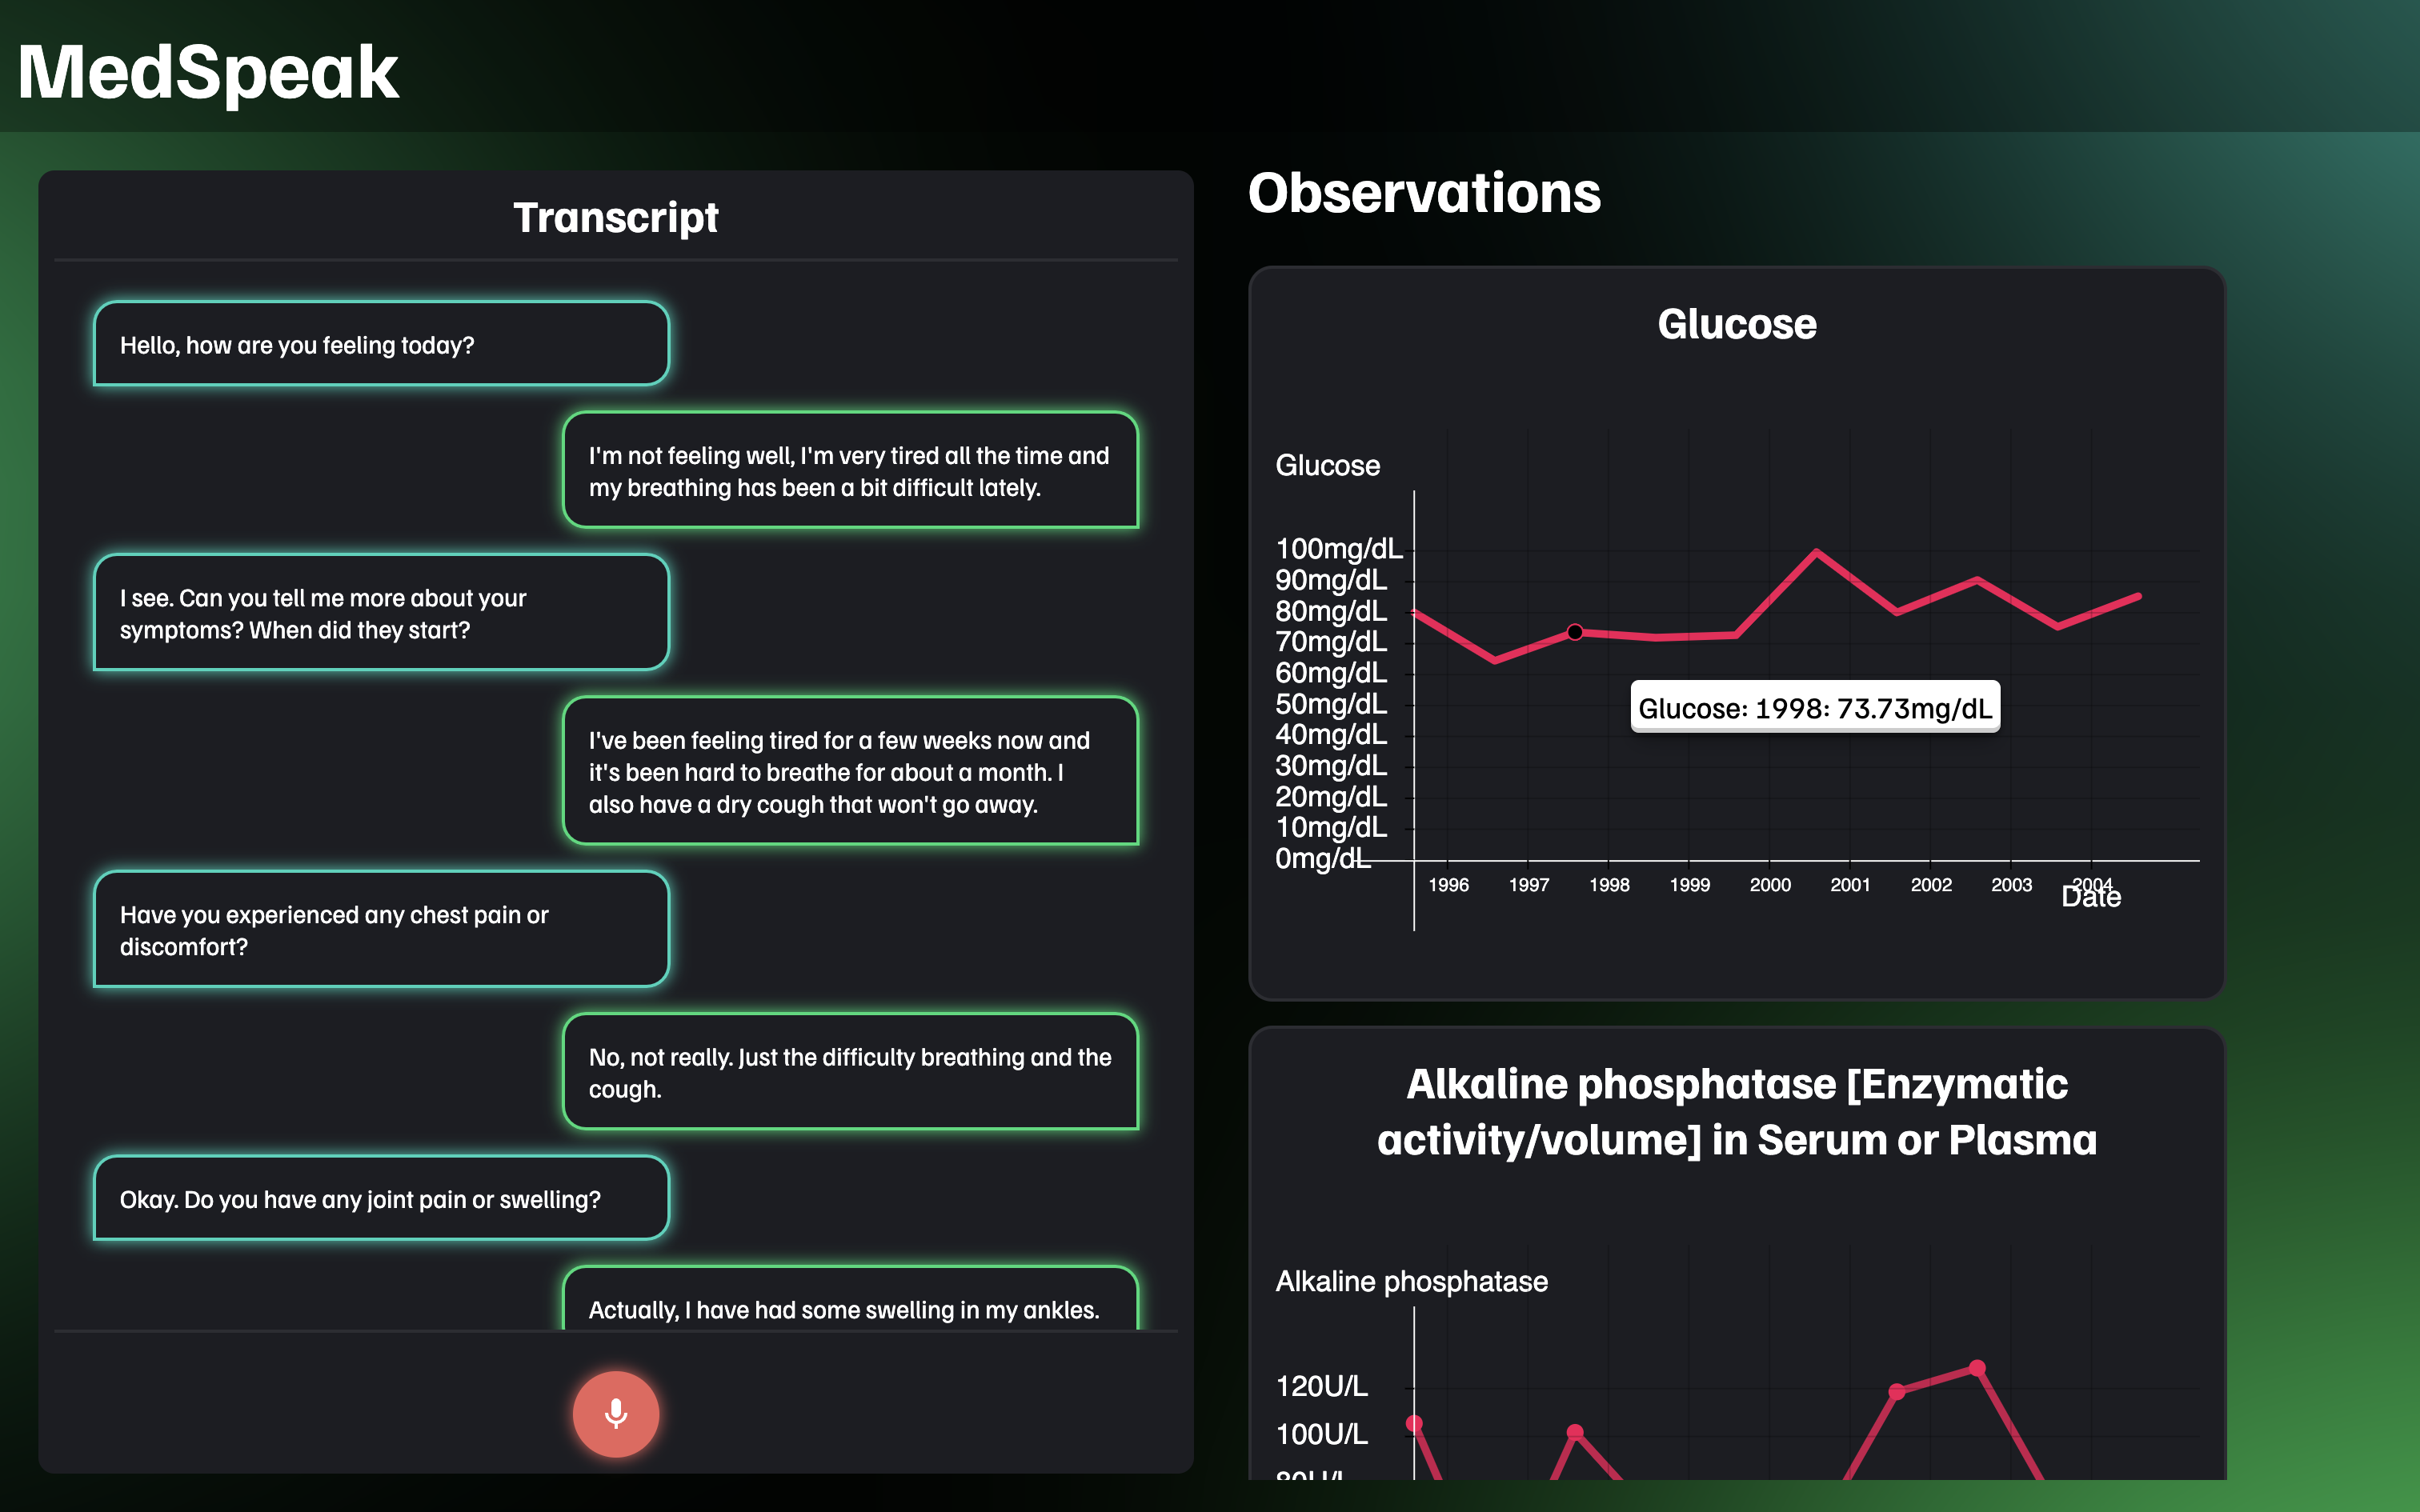 MedSpeak
Transcript
Hello, how are you feeling today?
I'm not feeling well, I'm very tired all the time and
my breathing has been a bit difficult lately.
I see. Can you tell me more about your
symptoms? When did they start?
I've been feeling tired for a few weeks now and
it's been hard to breathe for about a month. I
also have a dry cough that won't go away.
Have you experienced any chest pain or
discomfort?
No, not really. Just the difficulty breathing and the
cough.
Okay. Do you have any joint pain or swelling?
Actually, I have had some swelling in my ankles.
Observations
Glucose
Glucose
100mg/dL
90mg/dL
80mg/dL
70mg/dL
60mg/dL
50mg/dL
40mg/dL
30mg/dL
20mg/dL
10mg/dL
0mg/dL
Glucose: 1998: 73.73mg/dL
1996 1997 1998 1999 2000 2001 2002 2003 2004
Date
Alkaline phosphatase [Enzymatic
activity/volume] in Serum or Plasma
Alkaline phosphatase
120U/L
100U/L
80U/L